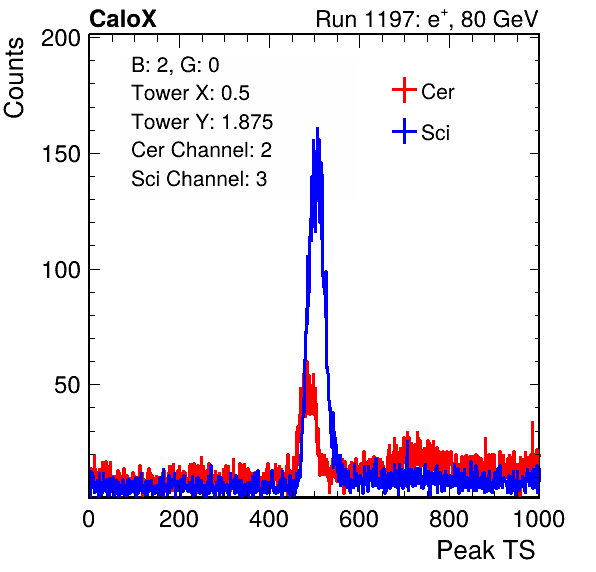 CaloX
Run 1197: e+, 80 GeV
Counts
200
150
100
50
B: 2, G: 0
Tower X: 0.5
Tower Y: 1.875
Cer Channel: 2
Sci Channel: 3
Cer
Sci
0
200
400
600
800
1000
Peak TS